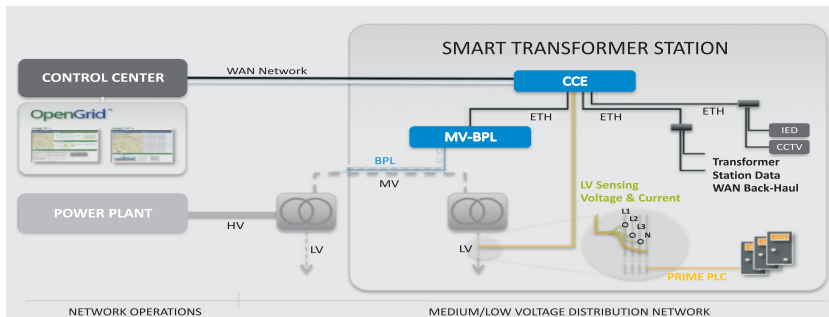 SMART TRANSFORMER STATION
CONTROL CENTER
WAN Network
CCE
OpenGrid™
ETH
ETH
ETH
MV-BPL
IED
CCTV
BPL
MV
Transformer
Station Data
WAN Back-Haul
LV Sensing
Voltage & Current
POWER PLANT
HV
LV
LV
L1
L2
L3
N
PRIME PLC
NETWORK OPERATIONS
MEDIUM/LOW VOLTAGE DISTRIBUTION NETWORK